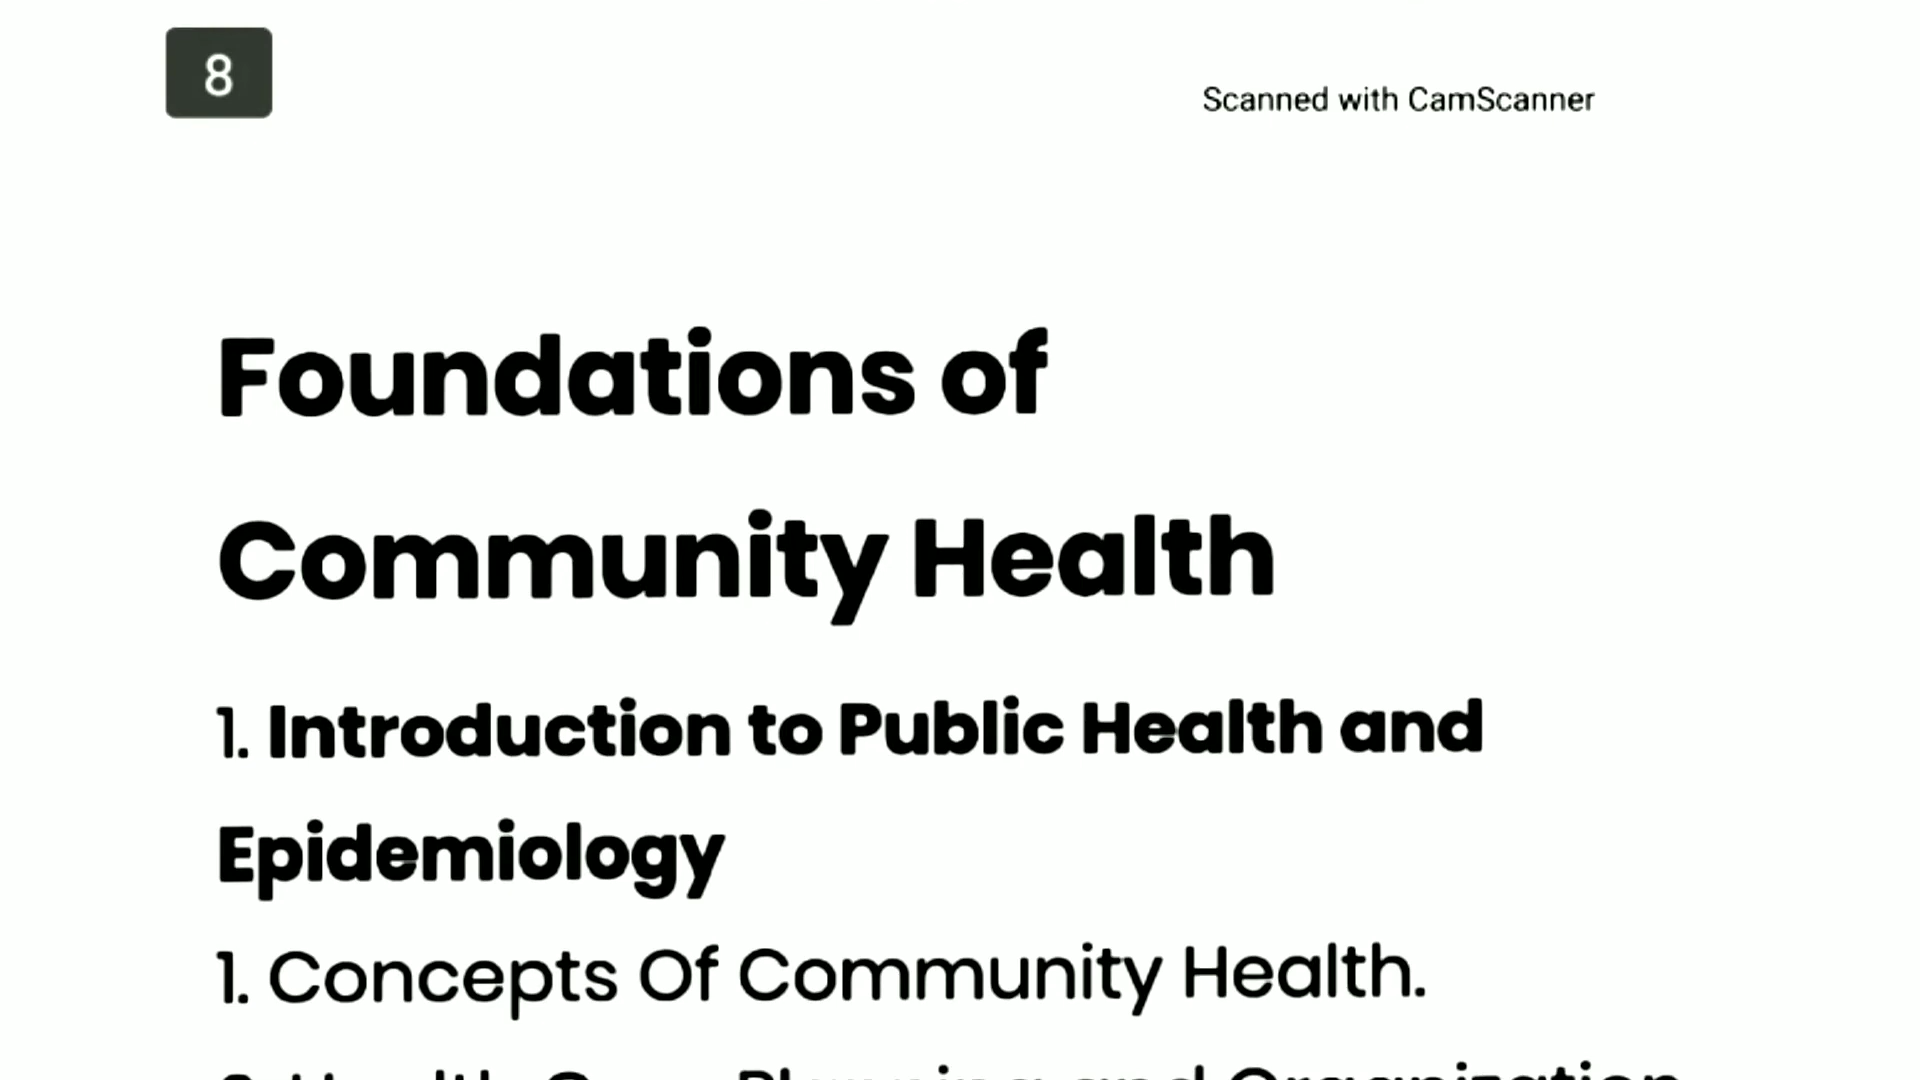 8
Scanned with CamScanner
Foundations of
Community Health
1. Introduction to Public Health and
Epidemiology
1. Concepts Of Community Health.